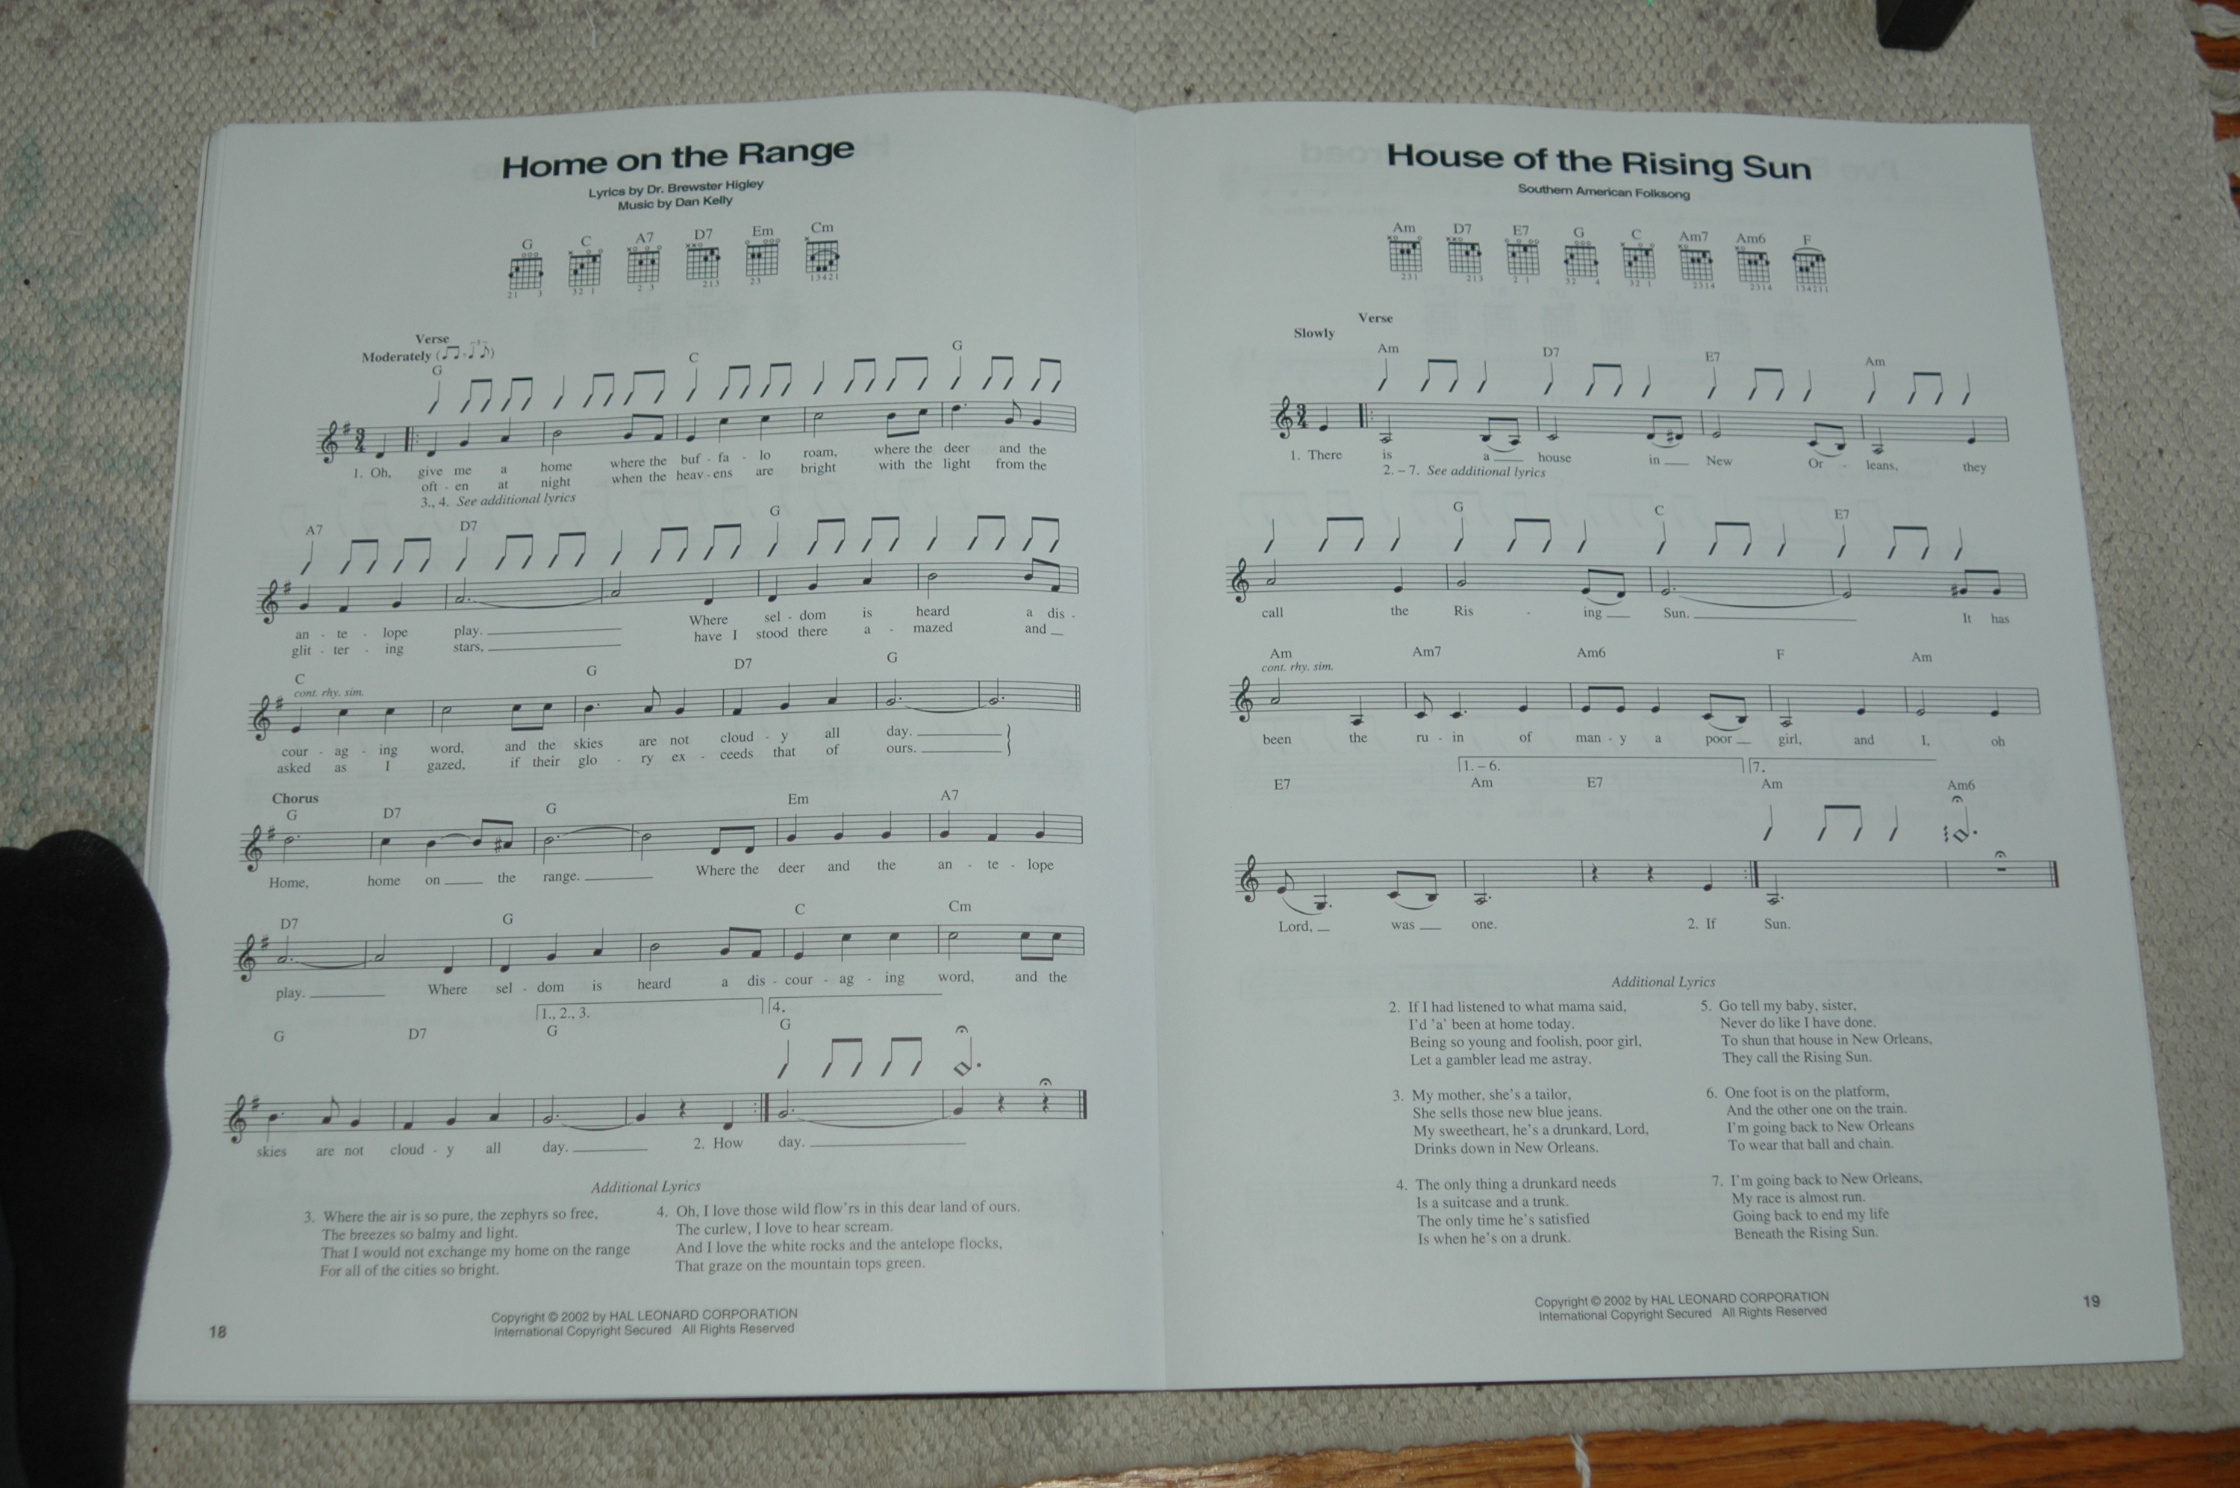 Home on the Range
Lyrics by Dr. Brewster Higley
Music by Dan Kelly
G C A7 D7 Em Cm
21 3 32 1 2 3 213 23 13421
Verse
Moderately
G C G
1. Oh, give me a home where the buf - fa - lo roam, where the deer and the
oft - en at night when the heav - ens are bright with the light from the
3., 4. See additional lyrics
A7 D7 G
an - te - lope play. Where sel - dom is heard a dis -
glit - ter - ing stars, have I stood there a - mazed and
C G D7 G
cont. rhy. sim.
cour - ag - ing word, and the skies are not cloud - y all day.
asked as I gazed, if their glo - ry ex - ceeds that of ours.
Chorus
G D7 G Em A7
Home, home on the range. Where the deer and the an - te - lope
D7 G C Cm
play. Where sel - dom is heard a dis - cour - ag - ing word, and the
1., 2., 3. 4.
G D7 G G
skies are not cloud - y all day. 2. How day.
Additional Lyrics
3. Where the air is so pure, the zephyrs so free,
The breezes so balmy and light.
That I would not exchange my home on the range
For all of the cities so bright.
4. Oh, I love those wild flow'rs in this dear land of ours.
The curlew, I love to hear scream.
And I love the white rocks and the antelope flocks,
That graze on the mountain tops green.
Copyright © 2002 by HAL LEONARD CORPORATION
International Copyright Secured All Rights Reserved
18
House of the Rising Sun
Southern American Folksong
Am D7 E7 G C Am7 Am6 F
231 213 2 1 32 4 32 1 2314 2314 134211
Verse
Slowly
Am D7 E7 Am
1. There is a house in New Or - leans, they
2. – 7. See additional lyrics
G C E7
call the Ris - ing Sun. It has
Am Am7 Am6 F Am
cont. rhy. sim.
been the ru - in of man - y a poor girl, and I, oh
1. – 6. 7.
E7 Am E7 Am Am6
Lord, was one. 2. If Sun.
Additional Lyrics
2. If I had listened to what mama said,
I'd 'a' been at home today.
Being so young and foolish, poor girl,
Let a gambler lead me astray.
3. My mother, she's a tailor,
She sells those new blue jeans.
My sweetheart, he's a drunkard, Lord,
Drinks down in New Orleans.
4. The only thing a drunkard needs
Is a suitcase and a trunk.
The only time he's satisfied
Is when he's on a drunk.
5. Go tell my baby, sister,
Never do like I have done.
To shun that house in New Orleans,
They call the Rising Sun.
6. One foot is on the platform,
And the other one on the train.
I'm going back to New Orleans
To wear that ball and chain.
7. I'm going back to New Orleans,
My race is almost run.
Going back to end my life
Beneath the Rising Sun.
Copyright © 2002 by HAL LEONARD CORPORATION
International Copyright Secured All Rights Reserved
19